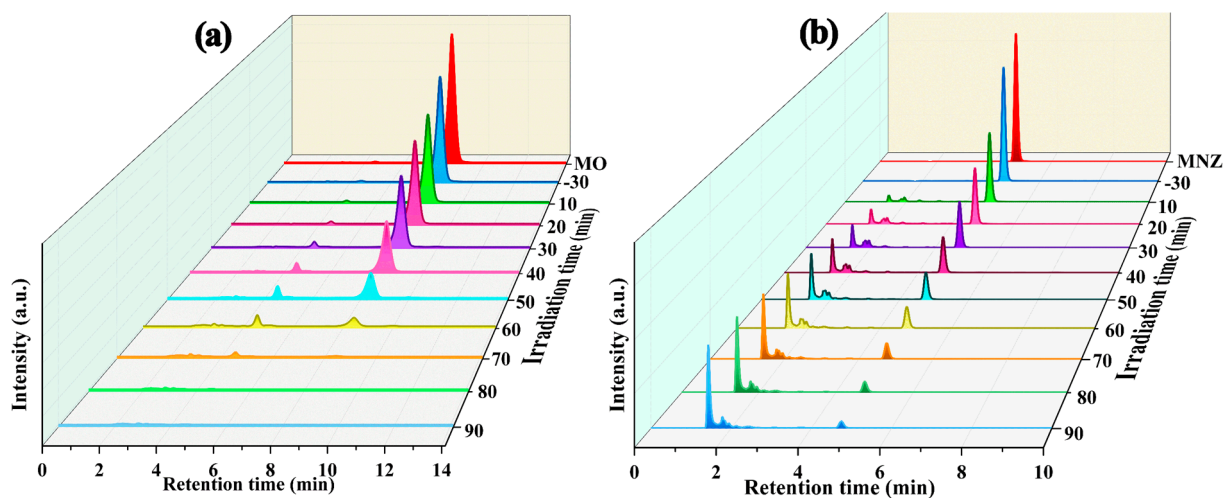 (a)
MO
-30
10
20
30
40
50
60
70
80
90
Irradiation time (min)
Intensity (a.u.)
0 2 4 6 8 10 12 14
Retention time (min)
(b)
MNZ
-30
10
20
30
40
50
60
70
80
90
Irradiation time (min)
Intensity (a.u.)
0 2 4 6 8 10
Retention time (min)